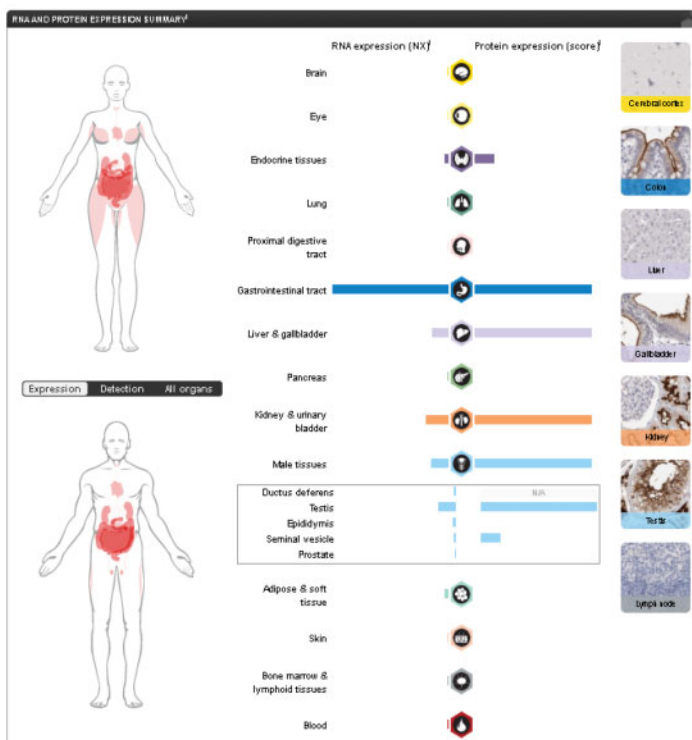 RNA AND PROTEIN EXPRESSION SUMMARYⁱ
RNA expression (NX)ⁱ
Protein expression (score)ⁱ
Brain
Eye
Endocrine tissues
Lung
Proximal digestive
tract
Gastrointestinal tract
Liver & gallbladder
Pancreas
Kidney & urinary
bladder
Male tissues
Ductus deferens
N/A
Testis
Epididymis
Seminal vesicle
Prostate
Adipose & soft
tissue
Skin
Bone marrow &
lymphoid tissues
Blood
Expression
Detection
All organs
Cerebral cortex
Colon
Liver
Gallbladder
Kidney
Testis
Lymph node